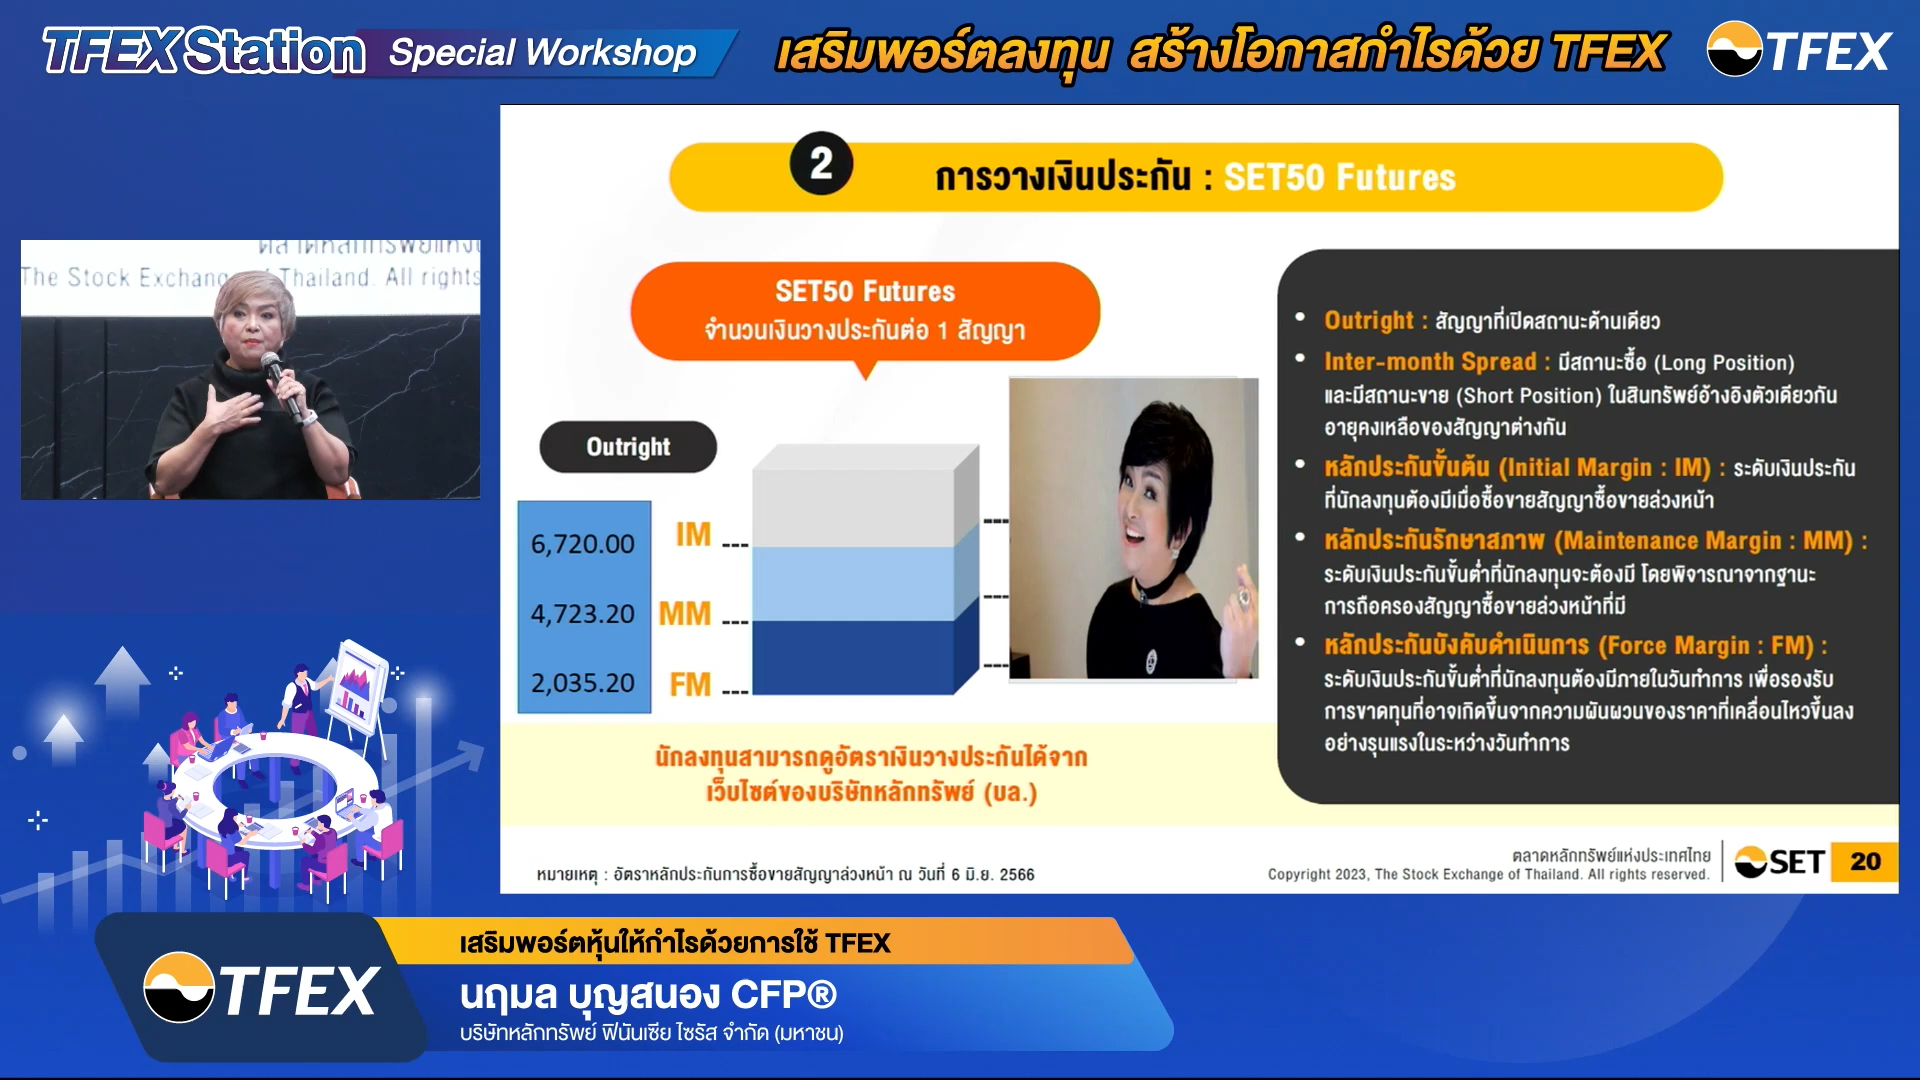 TFEX Station Special Workshop
เสริมพอร์ตลงทุน สร้างโอกาสกำไรด้วย TFEX
TFEX
The Stock Exchange of Thailand. All rights
2 การวางเงินประกัน : SET50 Futures
SET50 Futures
จำนวนเงินวางประกันต่อ 1 สัญญา
Outright
6,720.00 IM
4,723.20 MM
2,035.20 FM
นักลงทุนสามารถดูอัตราเงินวางประกันได้จาก
เว็บไซต์ของบริษัทหลักทรัพย์ (บล.)
• Outright : สัญญาที่เปิดสถานะด้านเดียว
• Inter-month Spread : มีสถานะซื้อ (Long Position)
และมีสถานะขาย (Short Position) ในสินทรัพย์อ้างอิงตัวเดียวกัน
อายุคงเหลือของสัญญาต่างกัน
• หลักประกันขั้นต้น (Initial Margin : IM) : ระดับเงินประกัน
ที่นักลงทุนต้องมีเมื่อซื้อขายสัญญาซื้อขายล่วงหน้า
• หลักประกันรักษาสภาพ (Maintenance Margin : MM) :
ระดับเงินประกันขั้นต่ำที่นักลงทุนจะต้องมี โดยพิจารณาจากฐานะ
การถือครองสัญญาซื้อขายล่วงหน้าที่มี
• หลักประกันบังคับดำเนินการ (Force Margin : FM) :
ระดับเงินประกันขั้นต่ำที่นักลงทุนต้องมีภายในวันทำการ เพื่อรองรับ
การขาดทุนที่อาจเกิดขึ้นจากความผันผวนของราคาที่เคลื่อนไหวขึ้นลง
อย่างรุนแรงในระหว่างวันทำการ
หมายเหตุ : อัตราหลักประกันการซื้อขายสัญญาล่วงหน้า ณ วันที่ 6 มิ.ย. 2566
ตลาดหลักทรัพย์แห่งประเทศไทย
Copyright 2023, The Stock Exchange of Thailand. All rights reserved.
SET 20
TFEX
เสริมพอร์ตหุ้นให้กำไรด้วยการใช้ TFEX
นฤมล บุญสนอง CFP®
บริษัทหลักทรัพย์ ฟินันเซีย ไซรัส จำกัด (มหาชน)